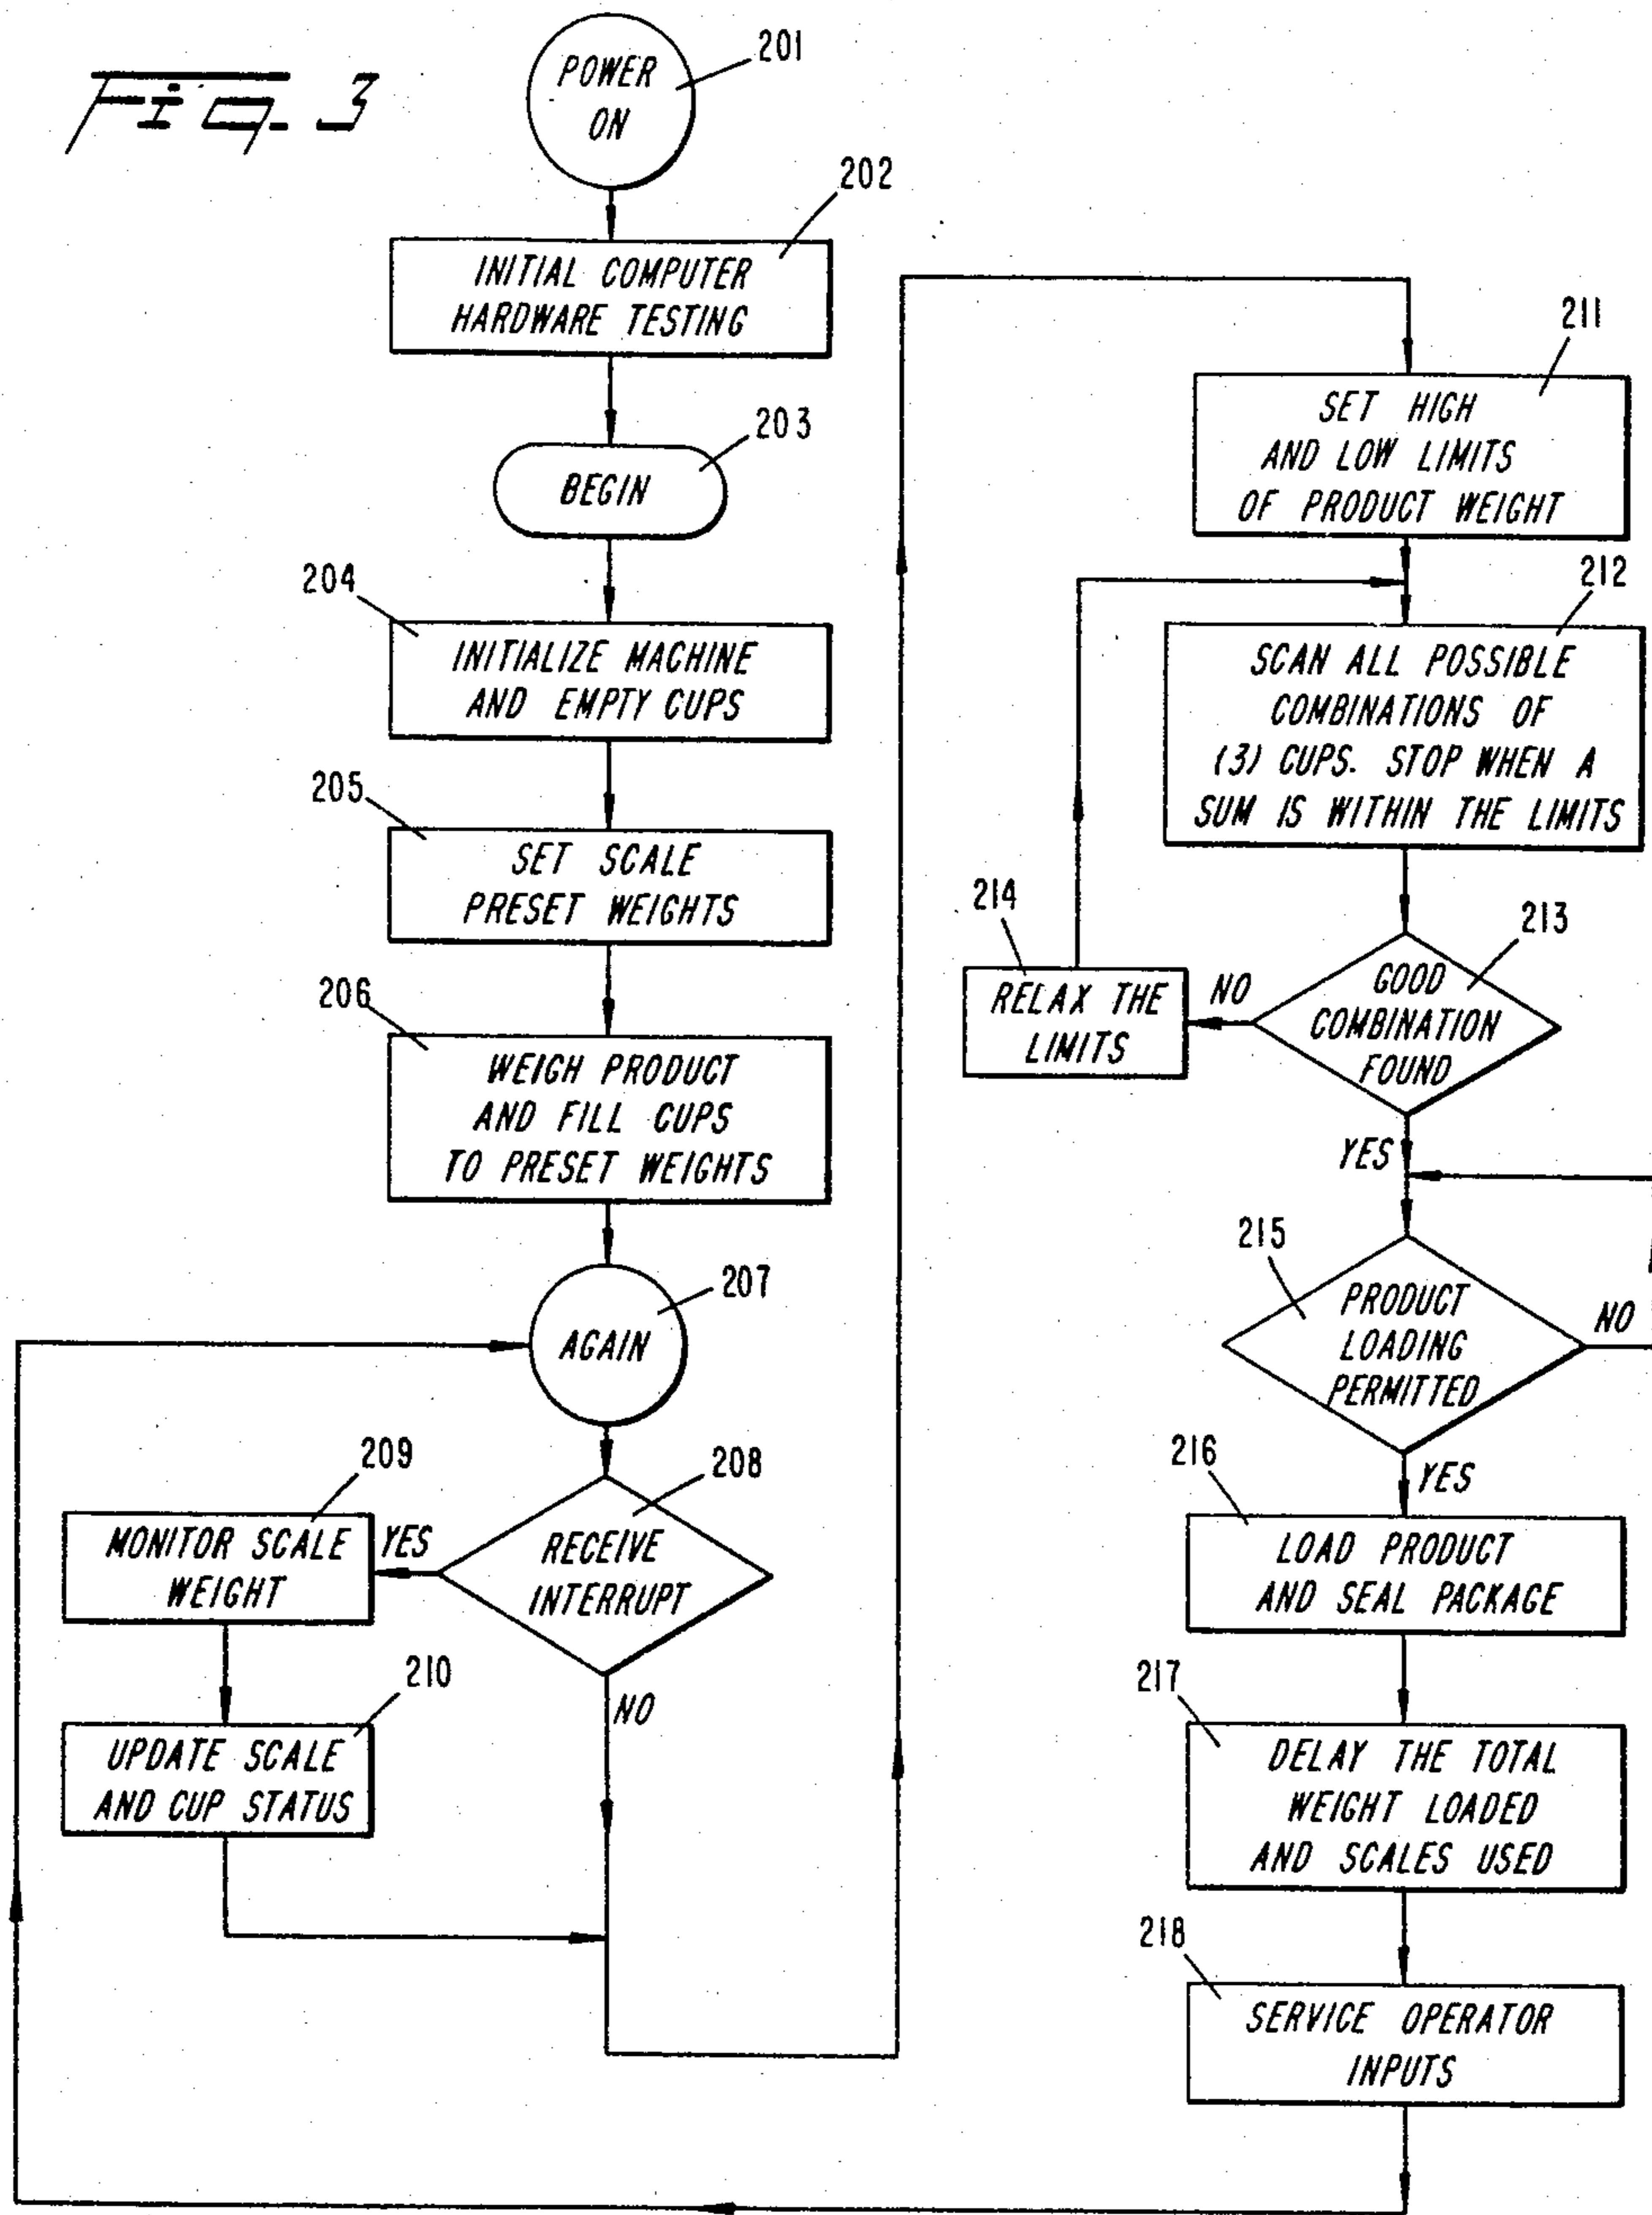 Fig. 3
201
POWER
ON
202
INITIAL COMPUTER
HARDWARE TESTING
203
BEGIN
204
INITIALIZE MACHINE
AND EMPTY CUPS
205
SET SCALE
PRESET WEIGHTS
206
WEIGH PRODUCT
AND FILL CUPS
TO PRESET WEIGHTS
207
AGAIN
208
RECEIVE
INTERRUPT
YES
NO
209
MONITOR SCALE
WEIGHT
210
UPDATE SCALE
AND CUP STATUS
211
SET HIGH
AND LOW LIMITS
OF PRODUCT WEIGHT
212
SCAN ALL POSSIBLE
COMBINATIONS OF
(3) CUPS. STOP WHEN A
SUM IS WITHIN THE LIMITS
213
GOOD
COMBINATION
FOUND
NO
214
RELAX THE
LIMITS
YES
215
PRODUCT
LOADING
PERMITTED
NO
YES
216
LOAD PRODUCT
AND SEAL PACKAGE
217
DELAY THE TOTAL
WEIGHT LOADED
AND SCALES USED
218
SERVICE OPERATOR
INPUTS